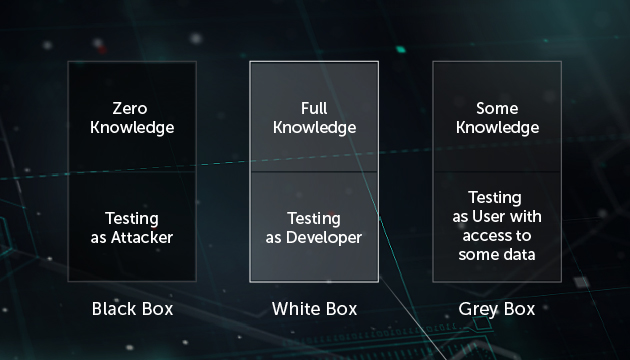 Zero
Knowledge
Testing
as Attacker
Black Box
Full
Knowledge
Testing
as Developer
White Box
Some
Knowledge
Testing
as User with
access to
some data
Grey Box